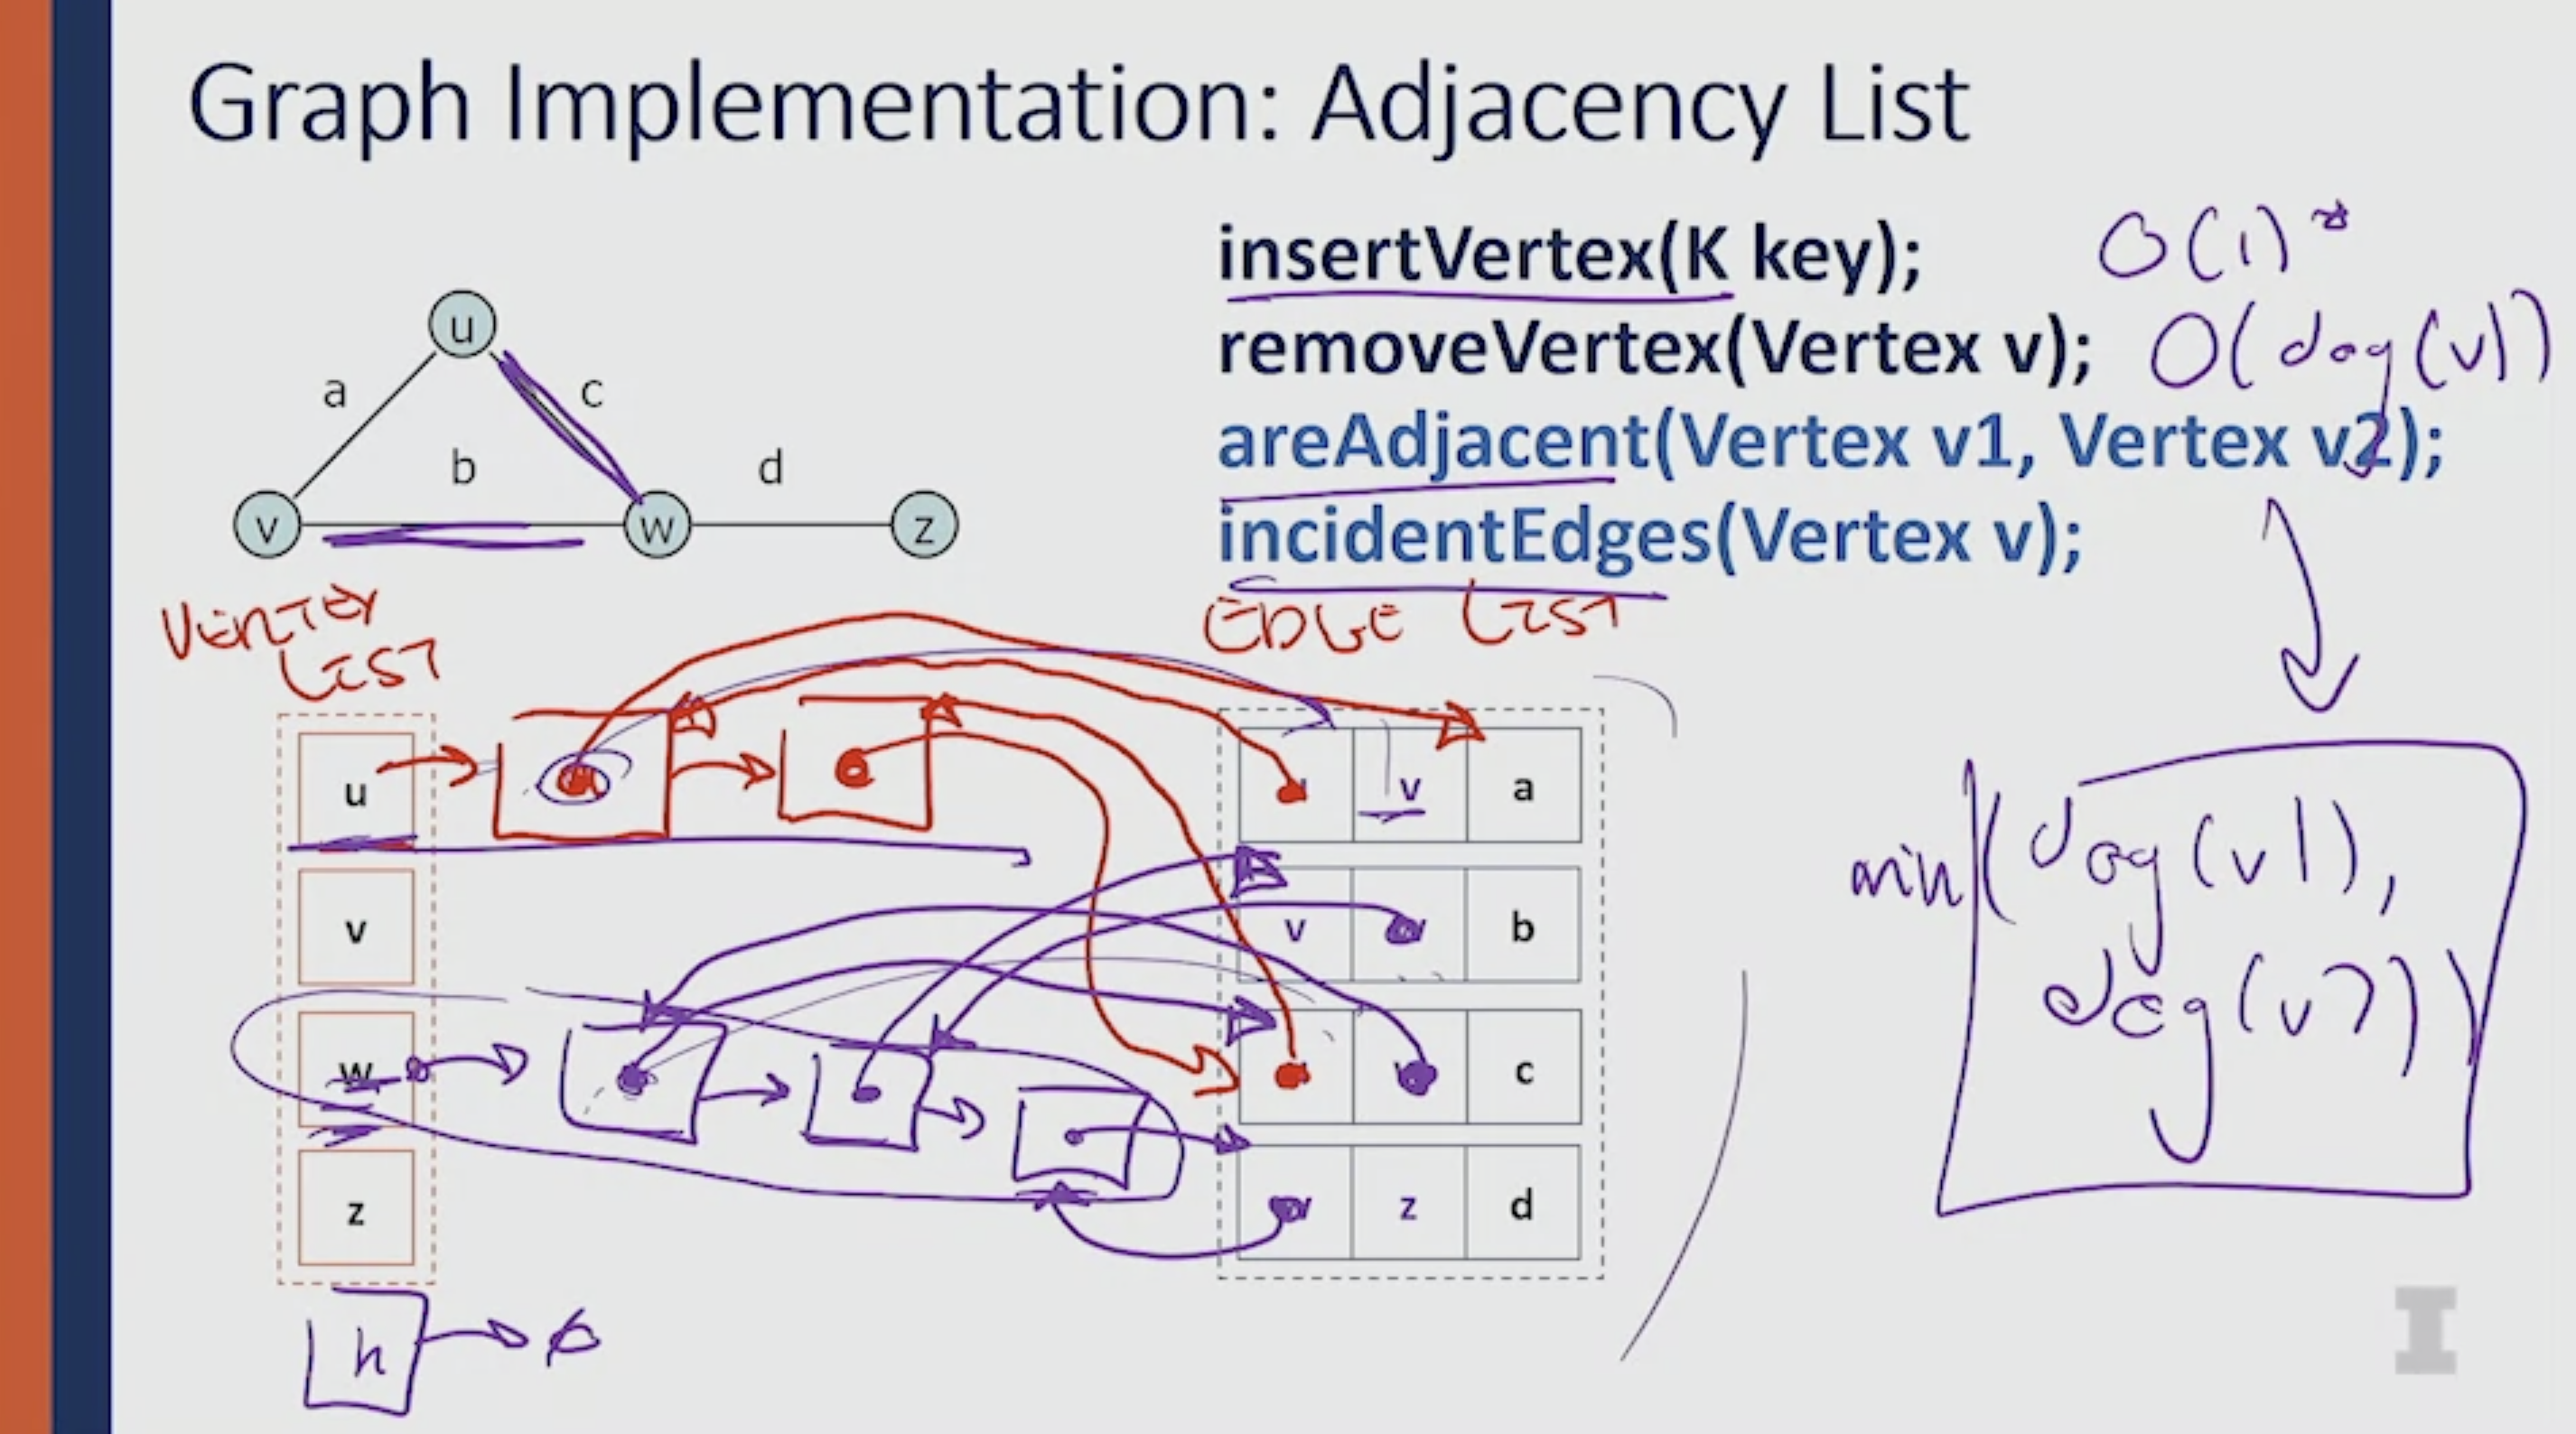 Graph Implementation: Adjacency List
insertVertex(K key); O(1)*
removeVertex(Vertex v); O(deg(v))
areAdjacent(Vertex v1, Vertex v2);
incidentEdges(Vertex v);
u
a
c
b
d
v
w
z
VERTEX
LIST
EDGE LIST
u
v
a
v
v
b
w
c
z
z
d
h
min(deg(v1),
deg(v2))
I